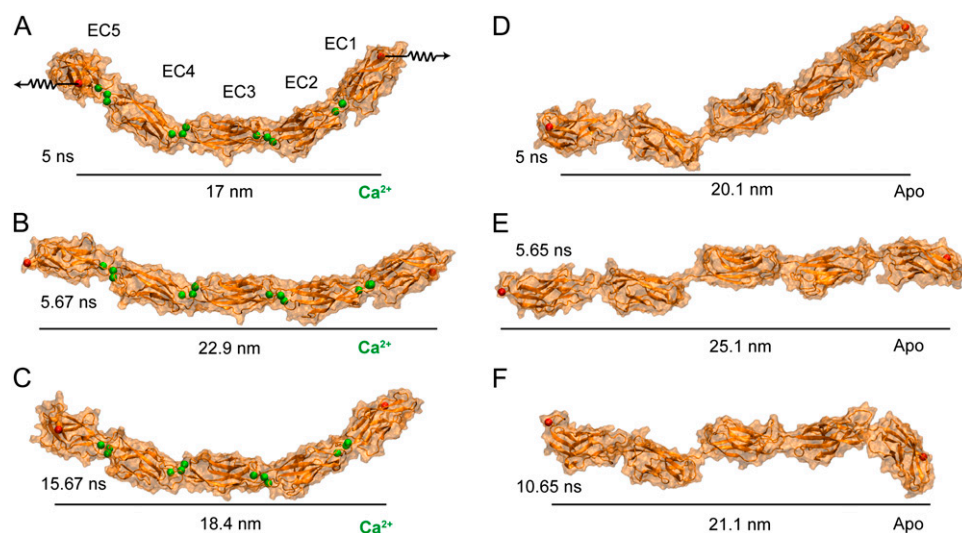 A
EC5
EC4
EC3
EC2
EC1
5 ns
17 nm
Ca²⁺
B
5.67 ns
22.9 nm
Ca²⁺
C
15.67 ns
18.4 nm
Ca²⁺
D
5 ns
20.1 nm
Apo
E
5.65 ns
25.1 nm
Apo
F
10.65 ns
21.1 nm
Apo